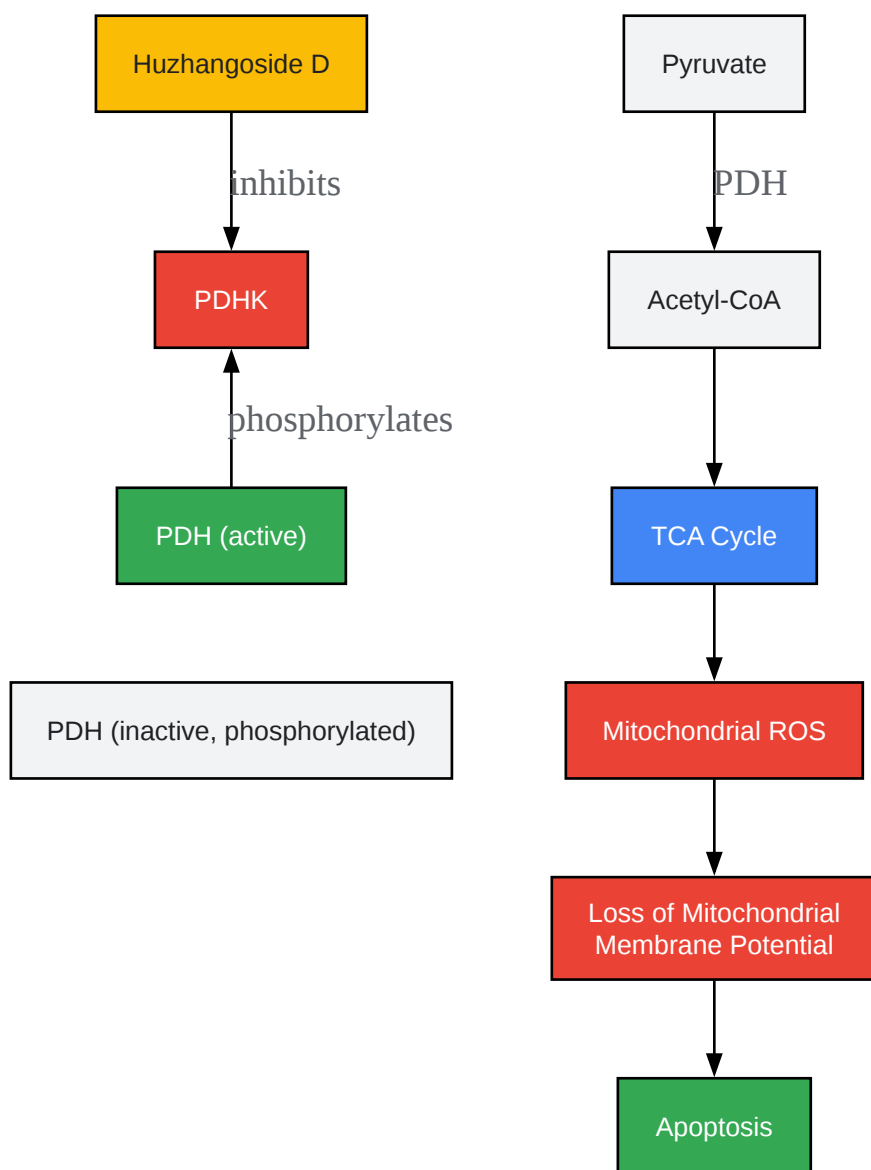 Huzhangoside D
inhibits
PDHK
phosphorylates
PDH (active)
PDH (inactive, phosphorylated)
Pyruvate
PDH
Acetyl-CoA
TCA Cycle
Mitochondrial ROS
Loss of Mitochondrial
Membrane Potential
Apoptosis